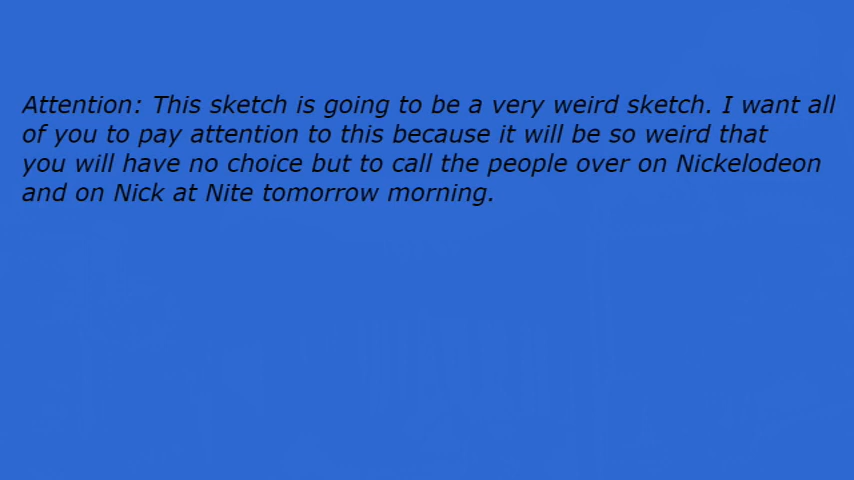 Attention: This sketch is going to be a very weird sketch. I want all
of you to pay attention to this because it will be so weird that
you will have no choice but to call the people over on Nickelodeon
and on Nick at Nite tomorrow morning.